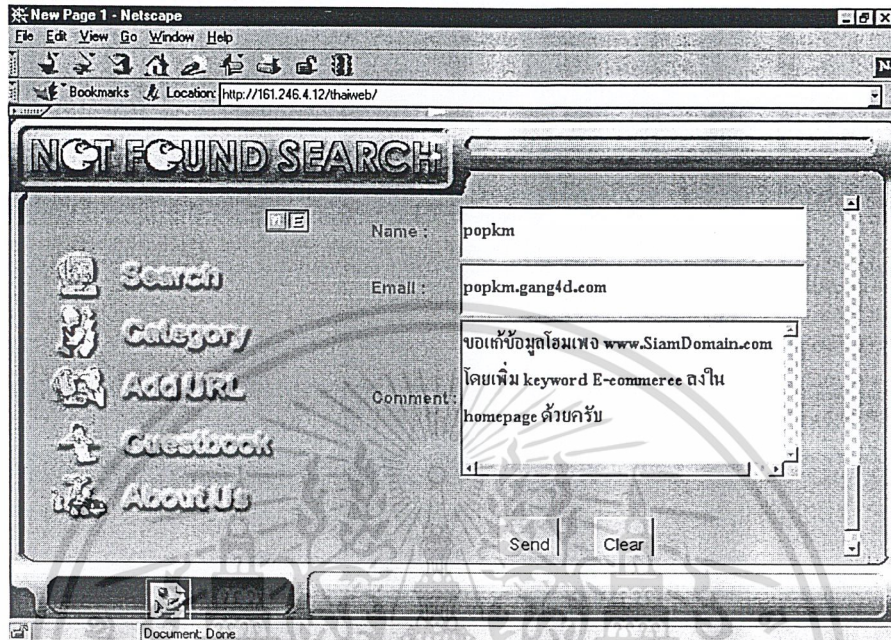 New Page 1 - Netscape
File Edit View Go Window Help
Bookmarks Location: http://161.246.4.12/thaiweb/
NOT FOUND SEARCH
E
Search
Category
Add URL
Guestbook
About Us
Name : popkm
Email : popkm.gang4d.com
Comment :
ขอแก้ข้อมูลโฮมเพจ www.SiamDomain.com
โดยเพิ่ม keyword E-commerce ลงใน
homepage ด้วยครับ
Send Clear
Document: Done